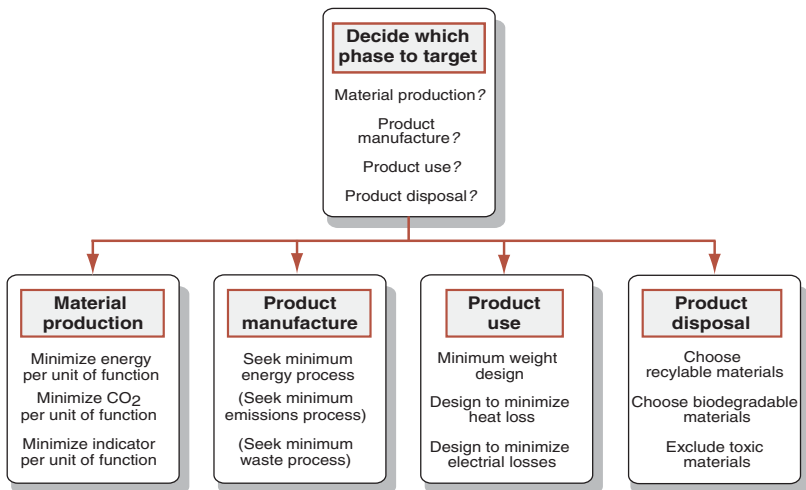 Decide which
phase to target
Material production?
Product
manufacture?
Product use?
Product disposal?
Material
production
Minimize energy
per unit of function
Minimize CO2
per unit of function
Minimize indicator
per unit of function
Product
manufacture
Seek minimum
energy process
(Seek minimum
emissions process)
(Seek minimum
waste process)
Product
use
Minimum weight
design
Design to minimize
heat loss
Design to minimize
electrial losses
Product
disposal
Choose
recylable materials
Choose biodegradable
materials
Exclude toxic
materials